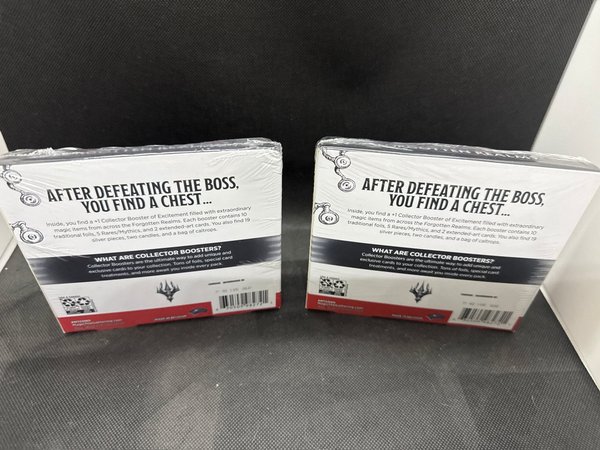 AFTER DEFEATING THE BOSS,
YOU FIND A CHEST...
Inside, you find a +1 Collector Booster of Excitement filled with extraordinary
magic items from across the Forgotten Realms. Each booster contains 10
traditional foils, 5 Rares/Mythics, and 2 extended-art cards. You also find 19
silver pieces, two candles, and a bag of caltrops.
WHAT ARE COLLECTOR BOOSTERS?
Collector Boosters are the ultimate way to add unique and
exclusive cards to your collection. Tons of foils, special card
treatments, and more await you inside every pack.
AFTER DEFEATING THE BOSS,
YOU FIND A CHEST...
Inside, you find a +1 Collector Booster of Excitement filled with extraordinary
magic items from across the Forgotten Realms. Each booster contains 10
traditional foils, 5 Rares/Mythics, and 2 extended-art cards. You also find 19
silver pieces, two candles, and a bag of caltrops.
WHAT ARE COLLECTOR BOOSTERS?
Collector Boosters are the ultimate way to add unique and
exclusive cards to your collection. Tons of foils, special card
treatments, and more await you inside every pack.